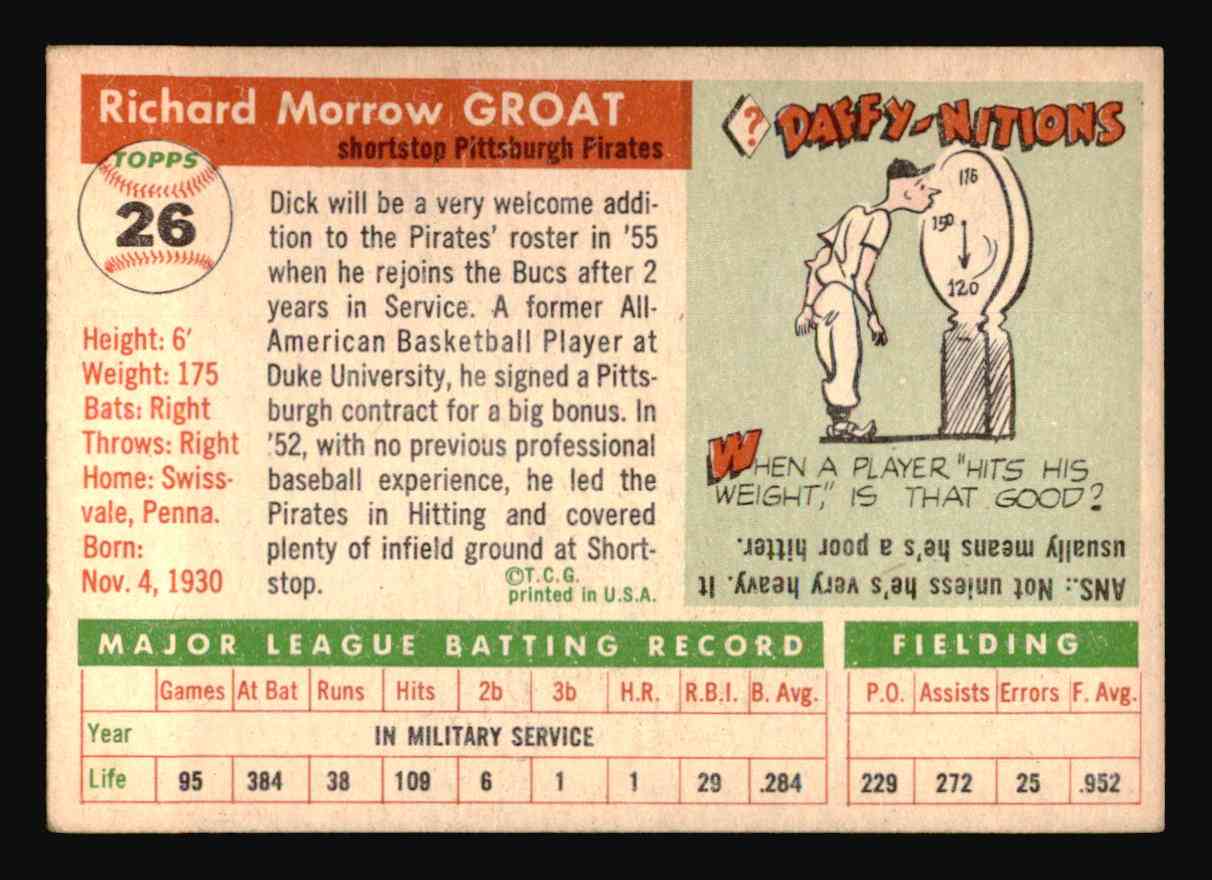 Richard Morrow GROAT
shortstop Pittsburgh Pirates
TOPPS
26
Height: 6'
Weight: 175
Bats: Right
Throws: Right
Home: Swiss-
vale, Penna.
Born:
Nov. 4, 1930
Dick will be a very welcome addi-
tion to the Pirates' roster in '55
when he rejoins the Bucs after 2
years in Service. A former All-
American Basketball Player at
Duke University, he signed a Pitts-
burgh contract for a big bonus. In
'52, with no previous professional
baseball experience, he led the
Pirates in Hitting and covered
plenty of infield ground at Short-
stop.
©T.C.G.
printed in U.S.A.
? DAFFY-NITIONS
176
150
120
WHEN A PLAYER "HITS HIS
WEIGHT," IS THAT GOOD?
ANS.: Not unless he's very heavy. It
usually means he's a poor hitter.
MAJOR LEAGUE BATTING RECORD
Games At Bat Runs Hits 2b 3b H.R. R.B.I. B. Avg.
Year IN MILITARY SERVICE
Life 95 384 38 109 6 1 1 29 .284
FIELDING
P.O. Assists Errors F. Avg.
229 272 25 .952